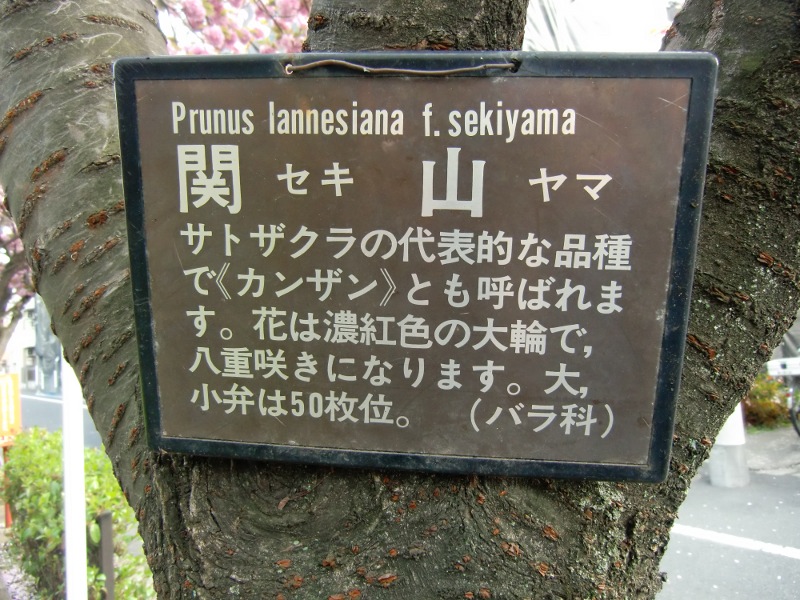 Prunus lannesiana f. sekiyama
関 セキ 山 ヤマ
サトザクラの代表的な品種
で《カンザン》とも呼ばれま
す。花は濃紅色の大輪で,
八重咲きになります。大,
小弁は50枚位。 (バラ科)